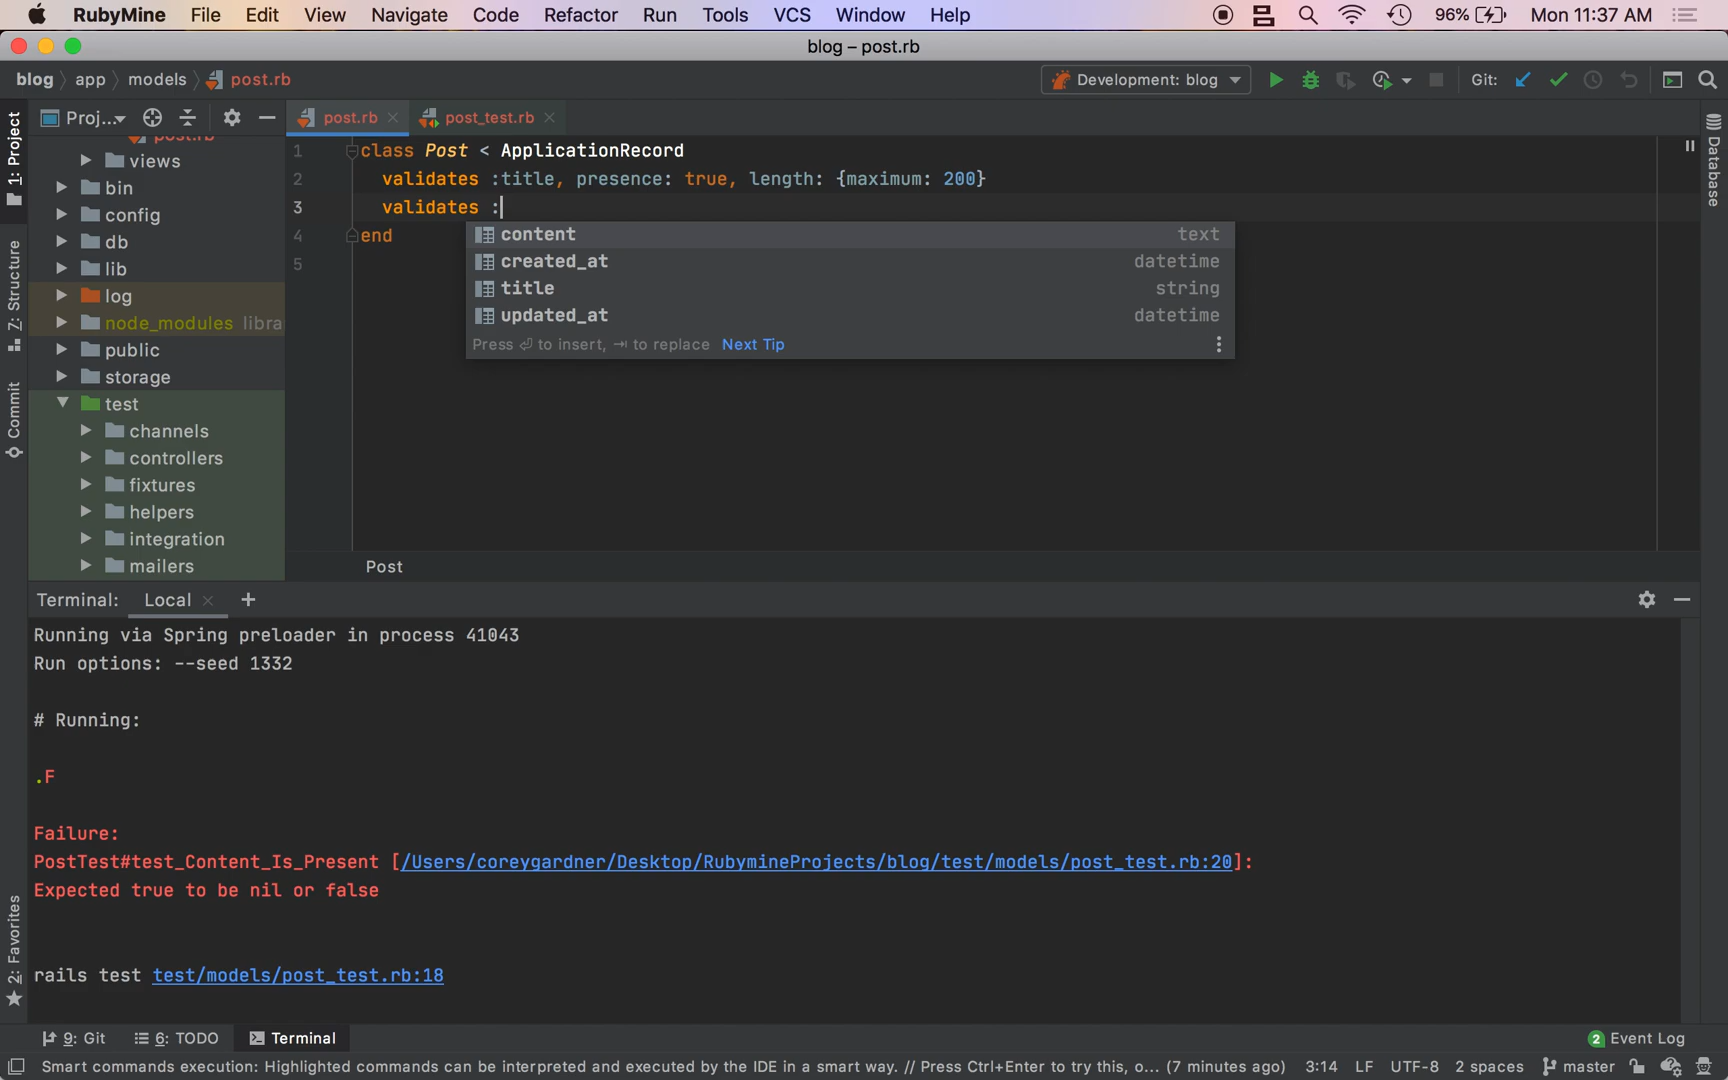 RubyMine File Edit View Navigate Code Refactor Run Tools VCS Window Help 96% Mon 11:37 AM
blog – post.rb
blog app models post.rb Development: blog Git:
1: Project
Proj...
post.rb post_test.rb
Database
post.rb
views
bin
config
db
lib
log
node_modules libra
public
storage
test
channels
controllers
fixtures
helpers
integration
mailers
Z: Structure
Commit
2: Favorites
1 class Post < ApplicationRecord
2 validates :title, presence: true, length: {maximum: 200}
3 validates :
4 end
5
content text
created_at datetime
title string
updated_at datetime
Press ⏎ to insert, ⇥ to replace Next Tip
Post
Terminal: Local
Running via Spring preloader in process 41043
Run options: --seed 1332
# Running:
.F
Failure:
PostTest#test_Content_Is_Present [/Users/coreygardner/Desktop/RubymineProjects/blog/test/models/post_test.rb:20]:
Expected true to be nil or false
rails test test/models/post_test.rb:18
9: Git 6: TODO Terminal 2 Event Log
Smart commands execution: Highlighted commands can be interpreted and executed by the IDE in a smart way. // Press Ctrl+Enter to try this, o... (7 minutes ago) 3:14 LF UTF-8 2 spaces master